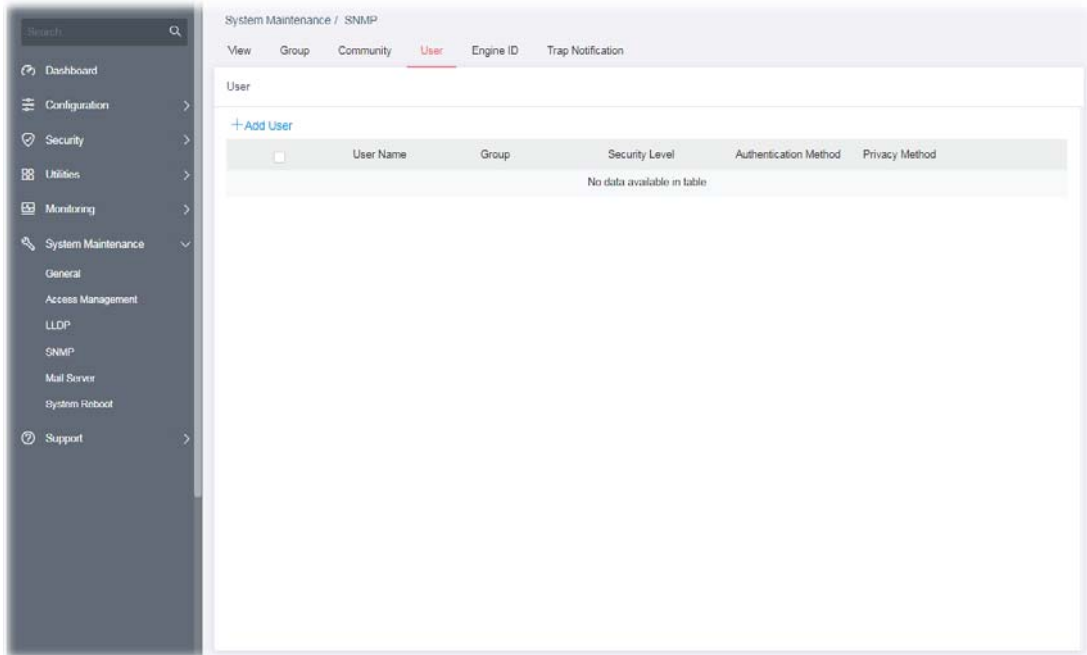 Search
Dashboard
Configuration
Security
Utilities
Monitoring
System Maintenance
General
Access Management
LLDP
SNMP
Mail Server
System Reboot
Support
System Maintenance / SNMP
View Group Community User Engine ID Trap Notification
User
+Add User
User Name Group Security Level Authentication Method Privacy Method
No data available in table